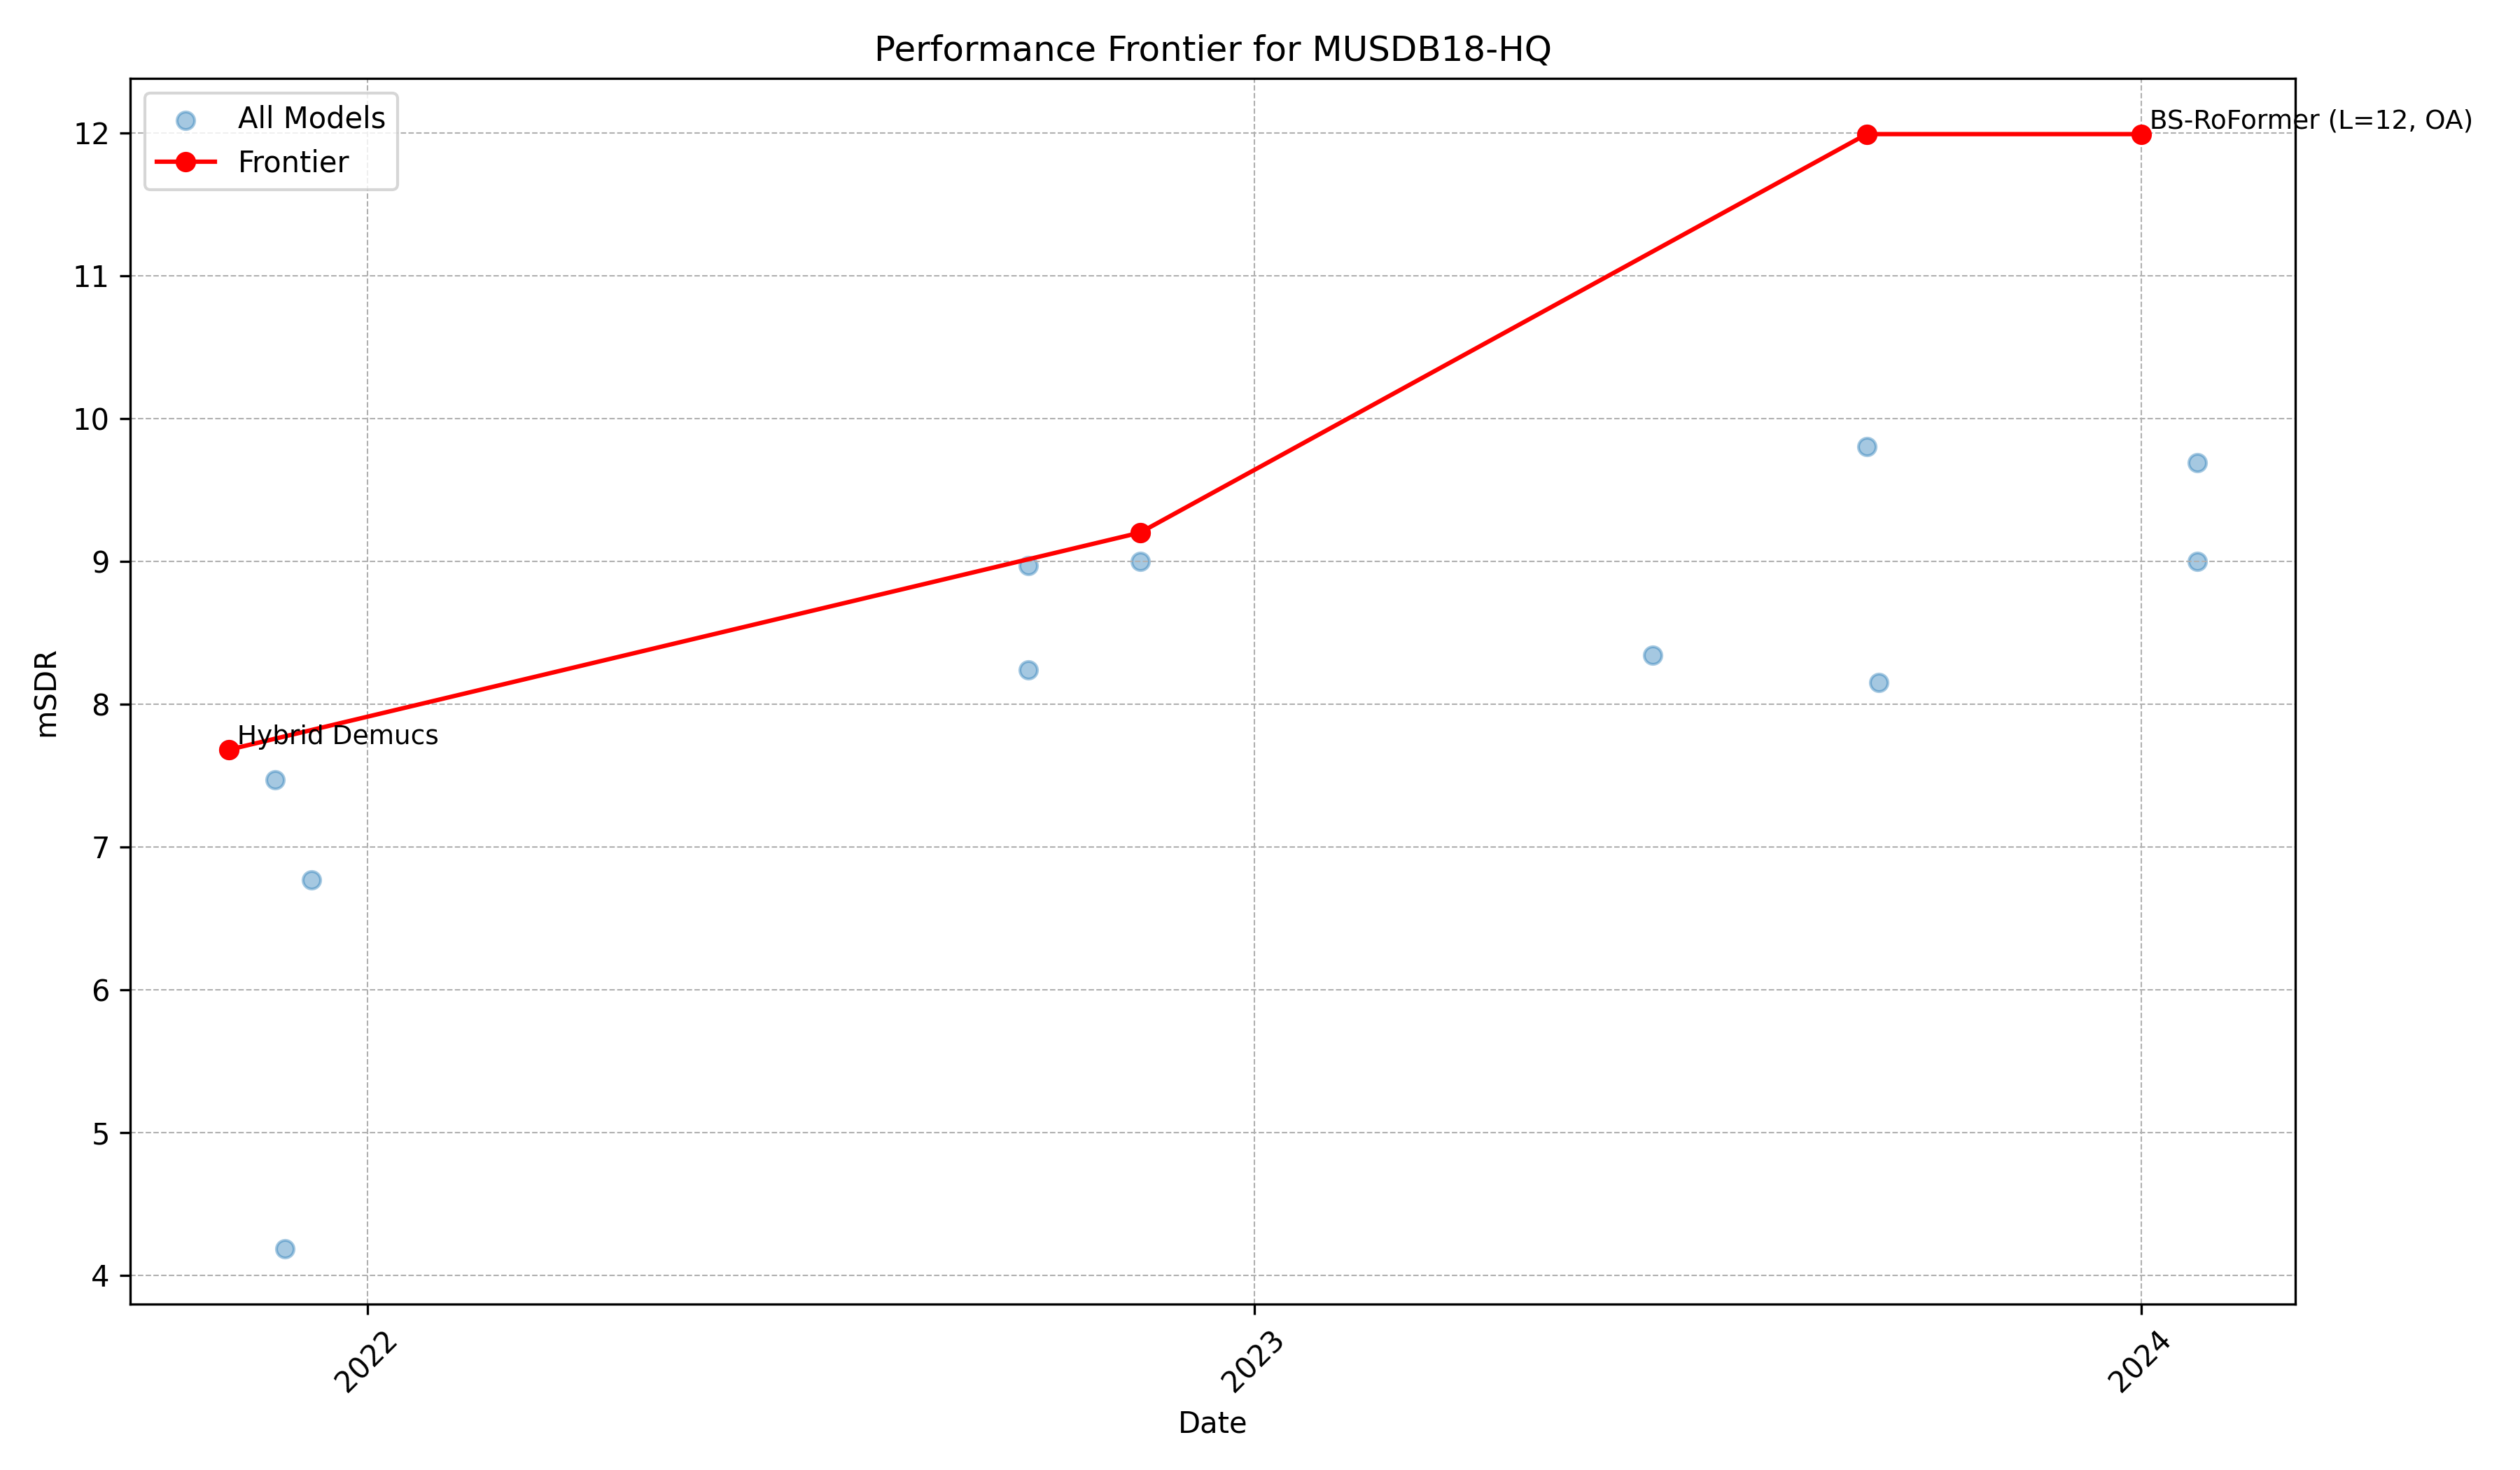 Performance Frontier for MUSDB18-HQ
All Models
Frontier
BS-RoFormer (L=12, OA)
Hybrid Demucs
mSDR
12
11
10
9
8
7
6
5
4
2022
2023
2024
Date